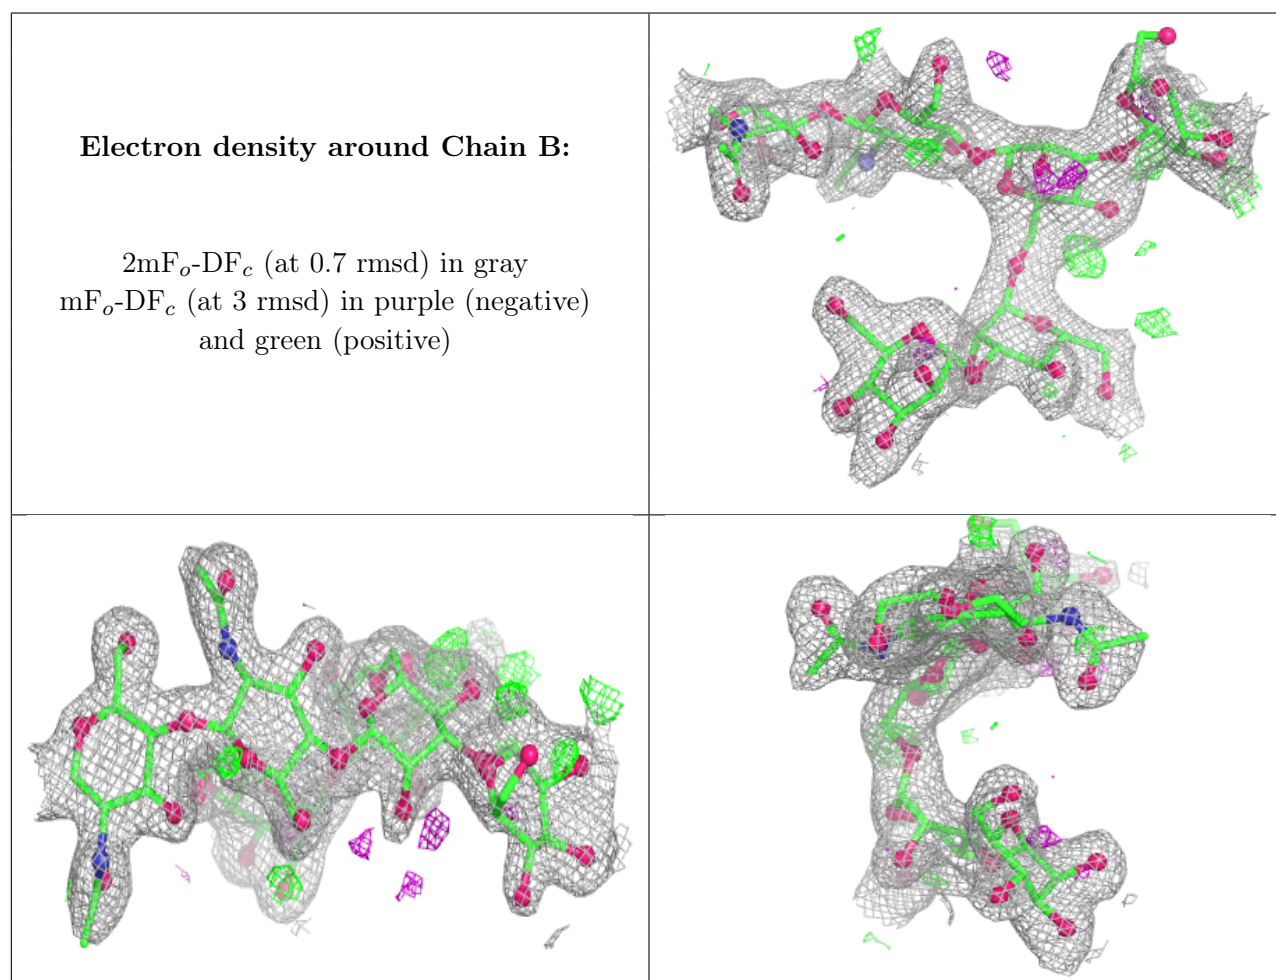 Electron density around Chain B:
2mFo-DFc (at 0.7 rmsd) in gray
mFo-DFc (at 3 rmsd) in purple (negative)
and green (positive)